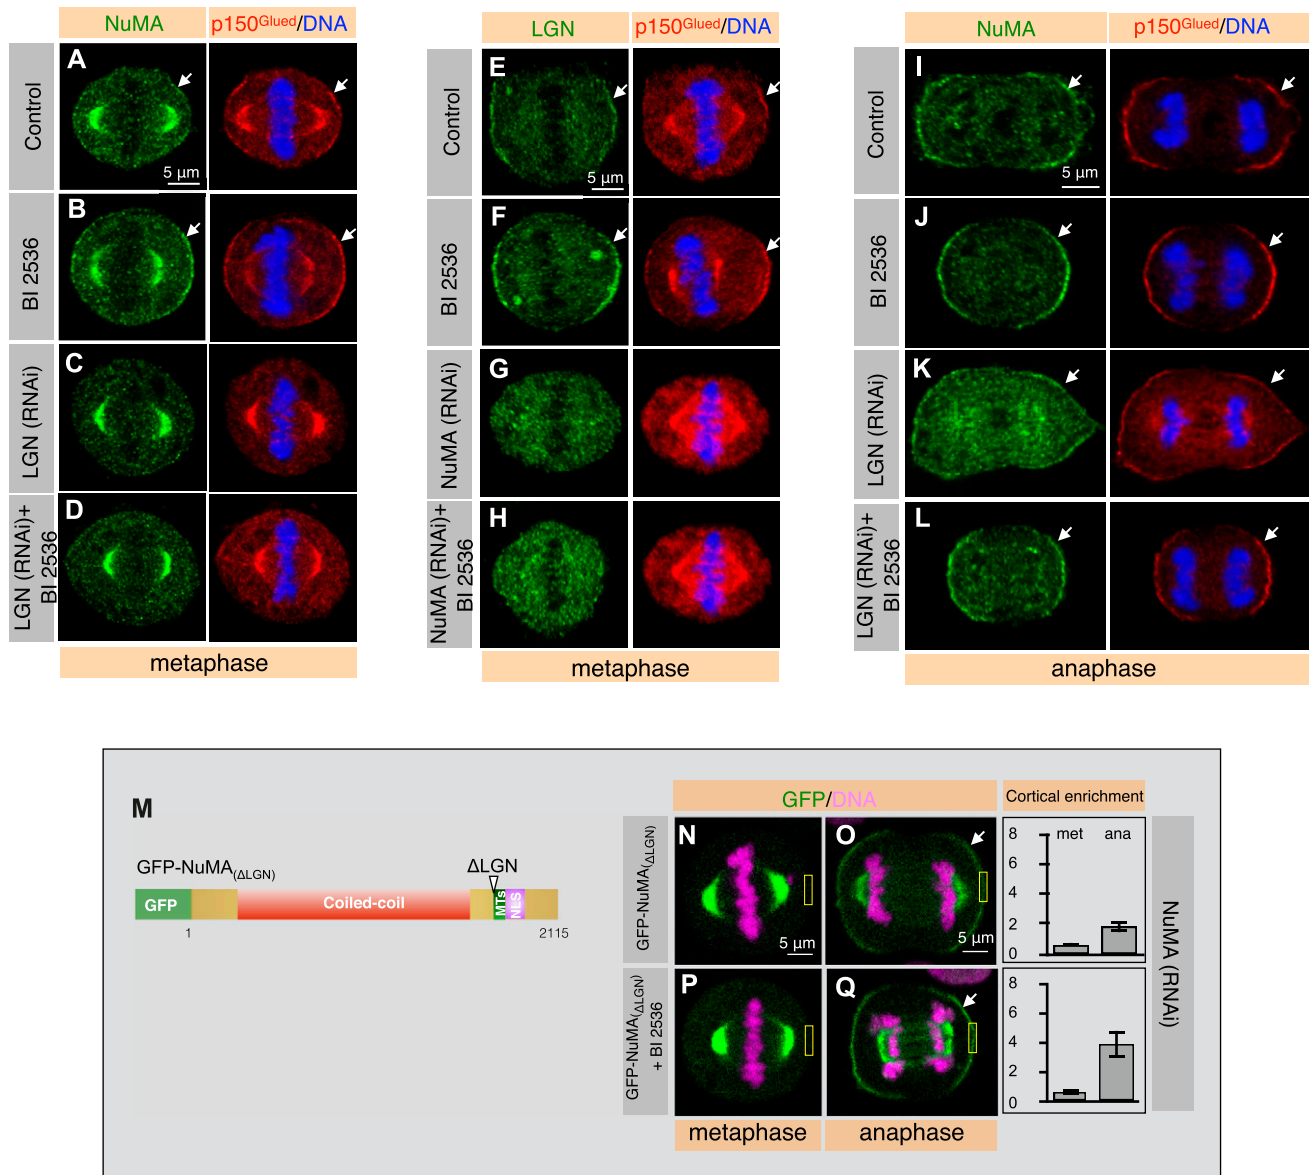 NuMA
p150Glued/DNA
Control
A
5 µm
BI 2536
B
LGN (RNAi)
C
LGN (RNAi)+
BI 2536
D
metaphase
LGN
p150Glued/DNA
Control
E
5 µm
BI 2536
F
NuMA (RNAi)
G
NuMA (RNAi)+
BI 2536
H
metaphase
NuMA
p150Glued/DNA
Control
I
5 µm
BI 2536
J
LGN (RNAi)
K
LGN (RNAi)+
BI 2536
L
anaphase
M
GFP-NuMA(ΔLGN)
ΔLGN
GFP
Coiled-coil
MTs
NLS
1
2115
GFP/DNA
Cortical enrichment
GFP-NuMA(ΔLGN)
N
5 µm
O
5 µm
8
6
4
2
0
met
ana
GFP-NuMA(ΔLGN)
+ BI 2536
P
Q
8
6
4
2
0
NuMA (RNAi)
metaphase
anaphase